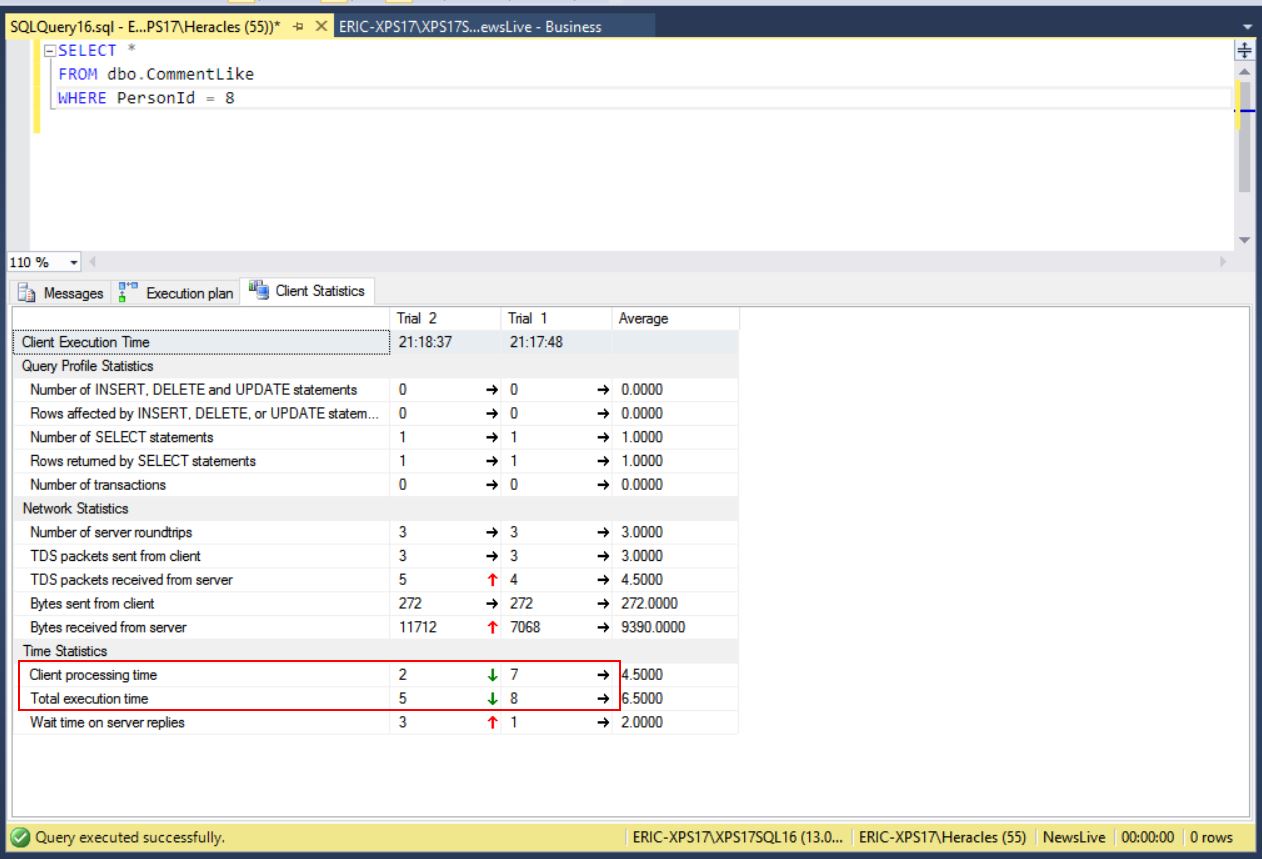 SQLQuery16.sql - E...PS17\Heracles (55))* ERIC-XPS17\XPS17S...ewsLive - Business
SELECT *
FROM dbo.CommentLike
WHERE PersonId = 8
110 %
Messages Execution plan Client Statistics
Trial 2 Trial 1 Average
Client Execution Time 21:18:37 21:17:48
Query Profile Statistics
Number of INSERT, DELETE and UPDATE statements 0 → 0 → 0.0000
Rows affected by INSERT, DELETE, or UPDATE statem... 0 → 0 → 0.0000
Number of SELECT statements 1 → 1 → 1.0000
Rows returned by SELECT statements 1 → 1 → 1.0000
Number of transactions 0 → 0 → 0.0000
Network Statistics
Number of server roundtrips 3 → 3 → 3.0000
TDS packets sent from client 3 → 3 → 3.0000
TDS packets received from server 5 ↑ 4 → 4.5000
Bytes sent from client 272 → 272 → 272.0000
Bytes received from server 11712 ↑ 7068 → 9390.0000
Time Statistics
Client processing time 2 ↓ 7 → 4.5000
Total execution time 5 ↓ 8 → 6.5000
Wait time on server replies 3 ↑ 1 → 2.0000
Query executed successfully. ERIC-XPS17\XPS17SQL16 (13.0... ERIC-XPS17\Heracles (55) NewsLive 00:00:00 0 rows